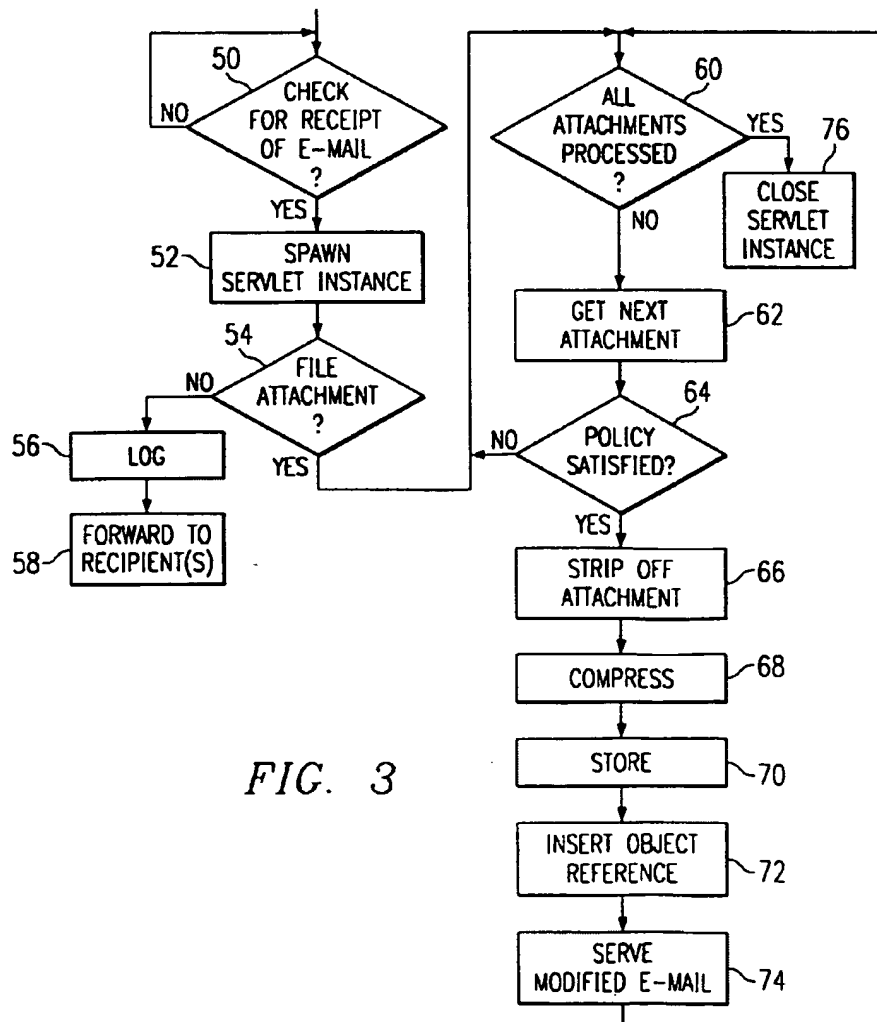 50
CHECK
FOR RECEIPT
OF E-MAIL
?
NO
YES
52
SPAWN
SERVLET INSTANCE
54
FILE
ATTACHMENT
?
NO
YES
56
LOG
58
FORWARD TO
RECIPIENT(S)
60
ALL
ATTACHMENTS
PROCESSED
?
YES
NO
76
CLOSE
SERVLET
INSTANCE
GET NEXT
ATTACHMENT
62
64
POLICY
SATISFIED?
NO
YES
STRIP OFF
ATTACHMENT
66
COMPRESS
68
STORE
70
INSERT OBJECT
REFERENCE
72
SERVE
MODIFIED E-MAIL
74
FIG. 3